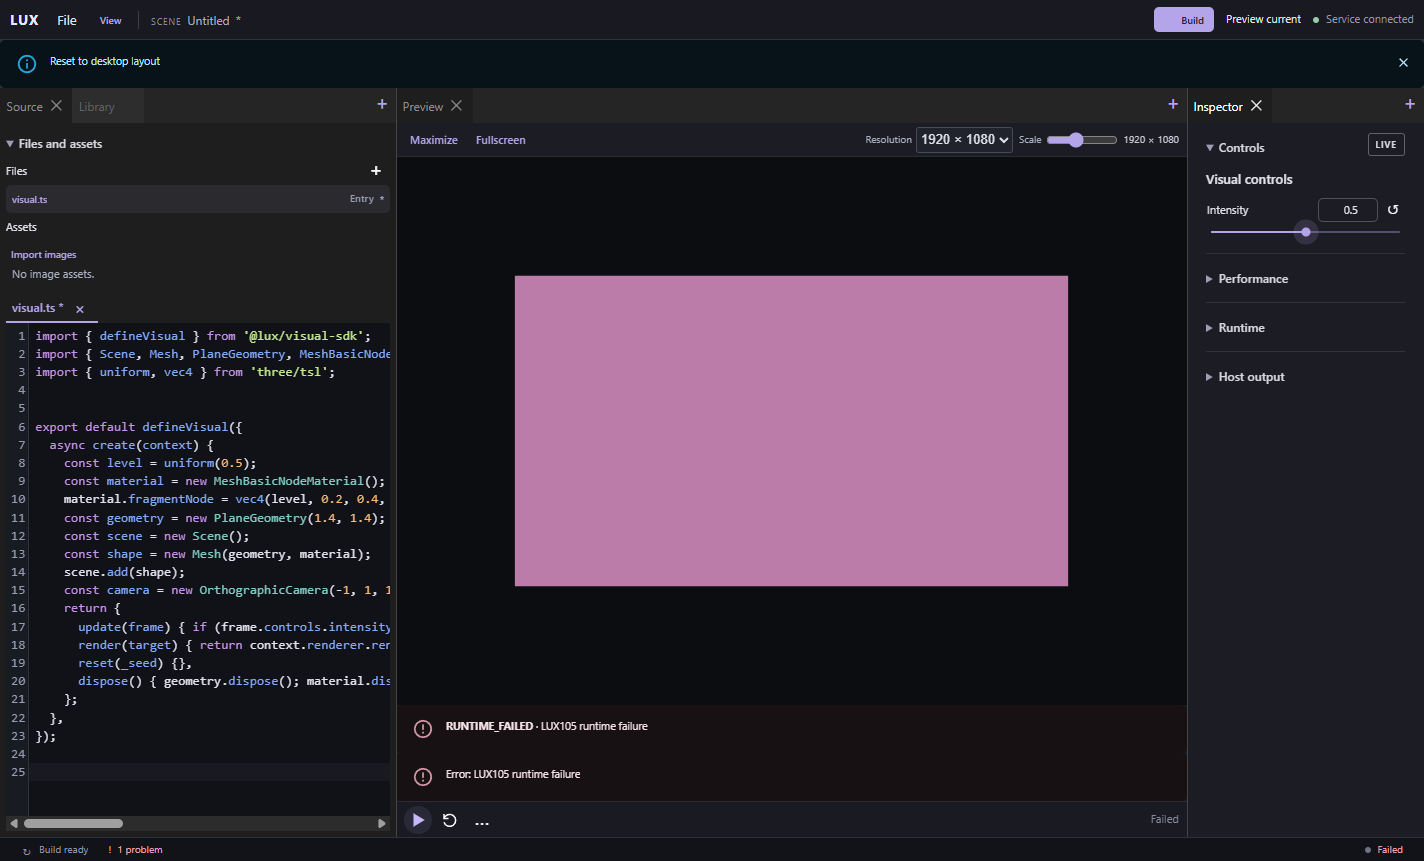 LUX File View SCENE Untitled * Build Preview current Service connected
Reset to desktop layout
Source Library
Files and assets
Files
visual.ts Entry *
Assets
Import images
No image assets.
visual.ts *
1 import { defineVisual } from '@lux/visual-sdk';
2 import { Scene, Mesh, PlaneGeometry, MeshBasicNode
3 import { uniform, vec4 } from 'three/tsl';
4
5
6 export default defineVisual({
7 async create(context) {
8 const level = uniform(0.5);
9 const material = new MeshBasicNodeMaterial();
10 material.fragmentNode = vec4(level, 0.2, 0.4,
11 const geometry = new PlaneGeometry(1.4, 1.4);
12 const scene = new Scene();
13 const shape = new Mesh(geometry, material);
14 scene.add(shape);
15 const camera = new OrthographicCamera(-1, 1, 1
16 return {
17 update(frame) { if (frame.controls.intensity
18 render(target) { return context.renderer.ren
19 reset(_seed) {},
20 dispose() { geometry.dispose(); material.dis
21 };
22 },
23 });
24
25
Preview
Maximize Fullscreen Resolution 1920 × 1080 Scale 1920 × 1080
RUNTIME_FAILED · LUX105 runtime failure
Error: LUX105 runtime failure
... Failed
Inspector
Controls LIVE
Visual controls
Intensity 0.5
Performance
Runtime
Host output
Build ready ! 1 problem Failed